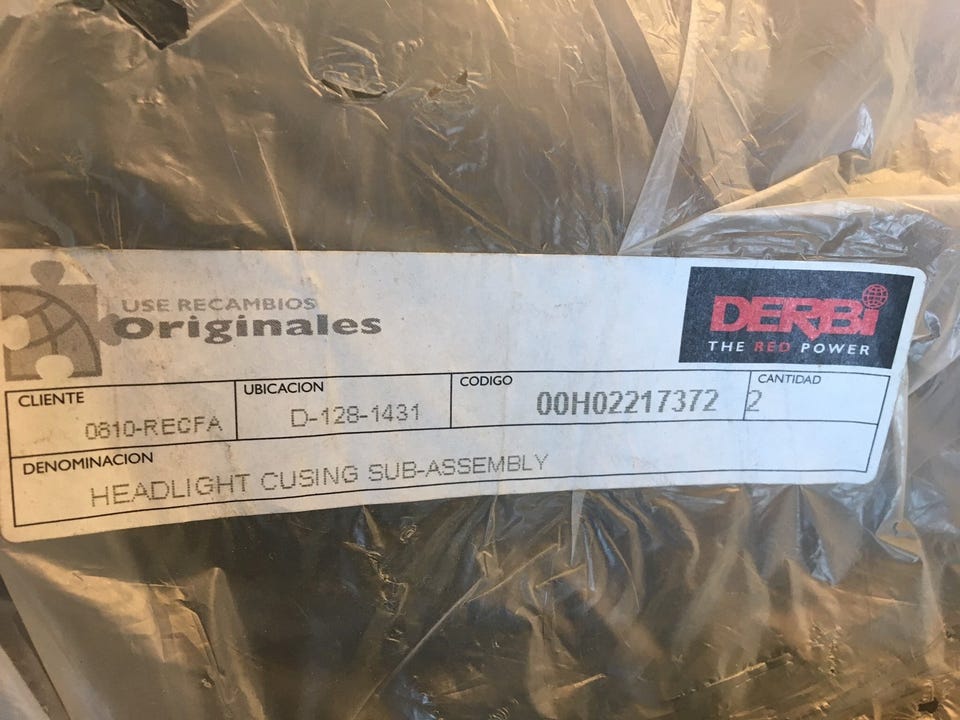 USE RECAMBIOS
Originales
DERBi
THE RED POWER
CLIENTE
0810-RECFA
UBICACION
D-128-1431
CODIGO
00H02217372
CANTIDAD
2
DENOMINACION
HEADLIGHT CUSING SUB-ASSEMBLY